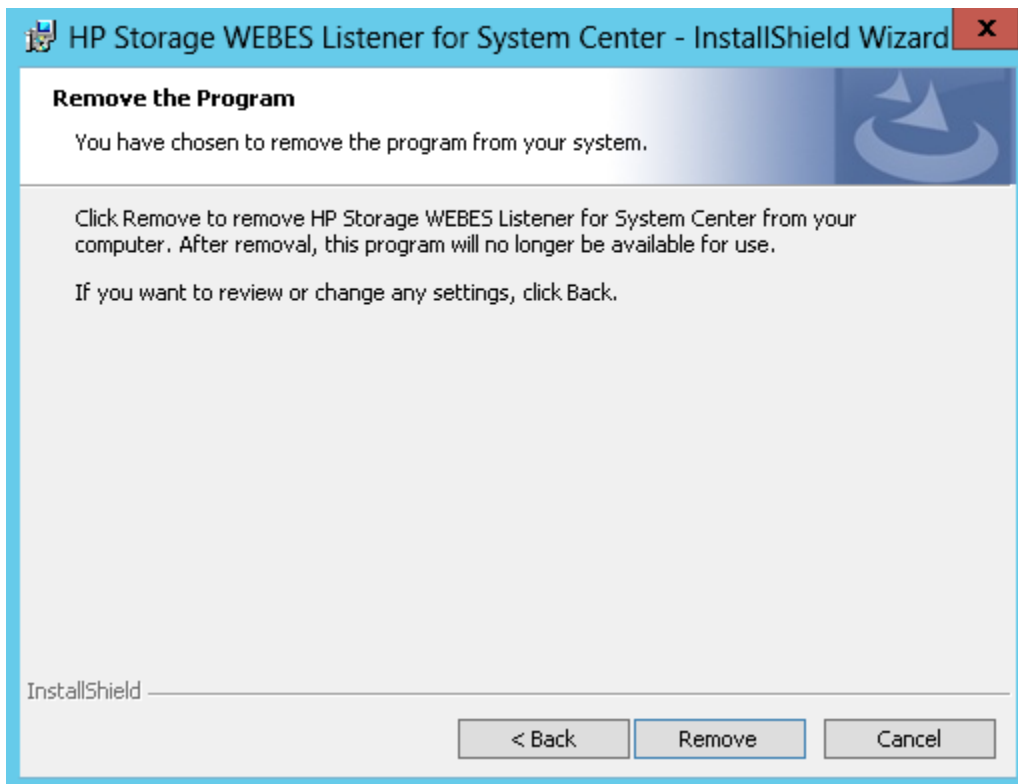 HP Storage WEBES Listener for System Center - InstallShield Wizard
x
Remove the Program
You have chosen to remove the program from your system.
Click Remove to remove HP Storage WEBES Listener for System Center from your
computer. After removal, this program will no longer be available for use.
If you want to review or change any settings, click Back.
InstallShield
< Back
Remove
Cancel